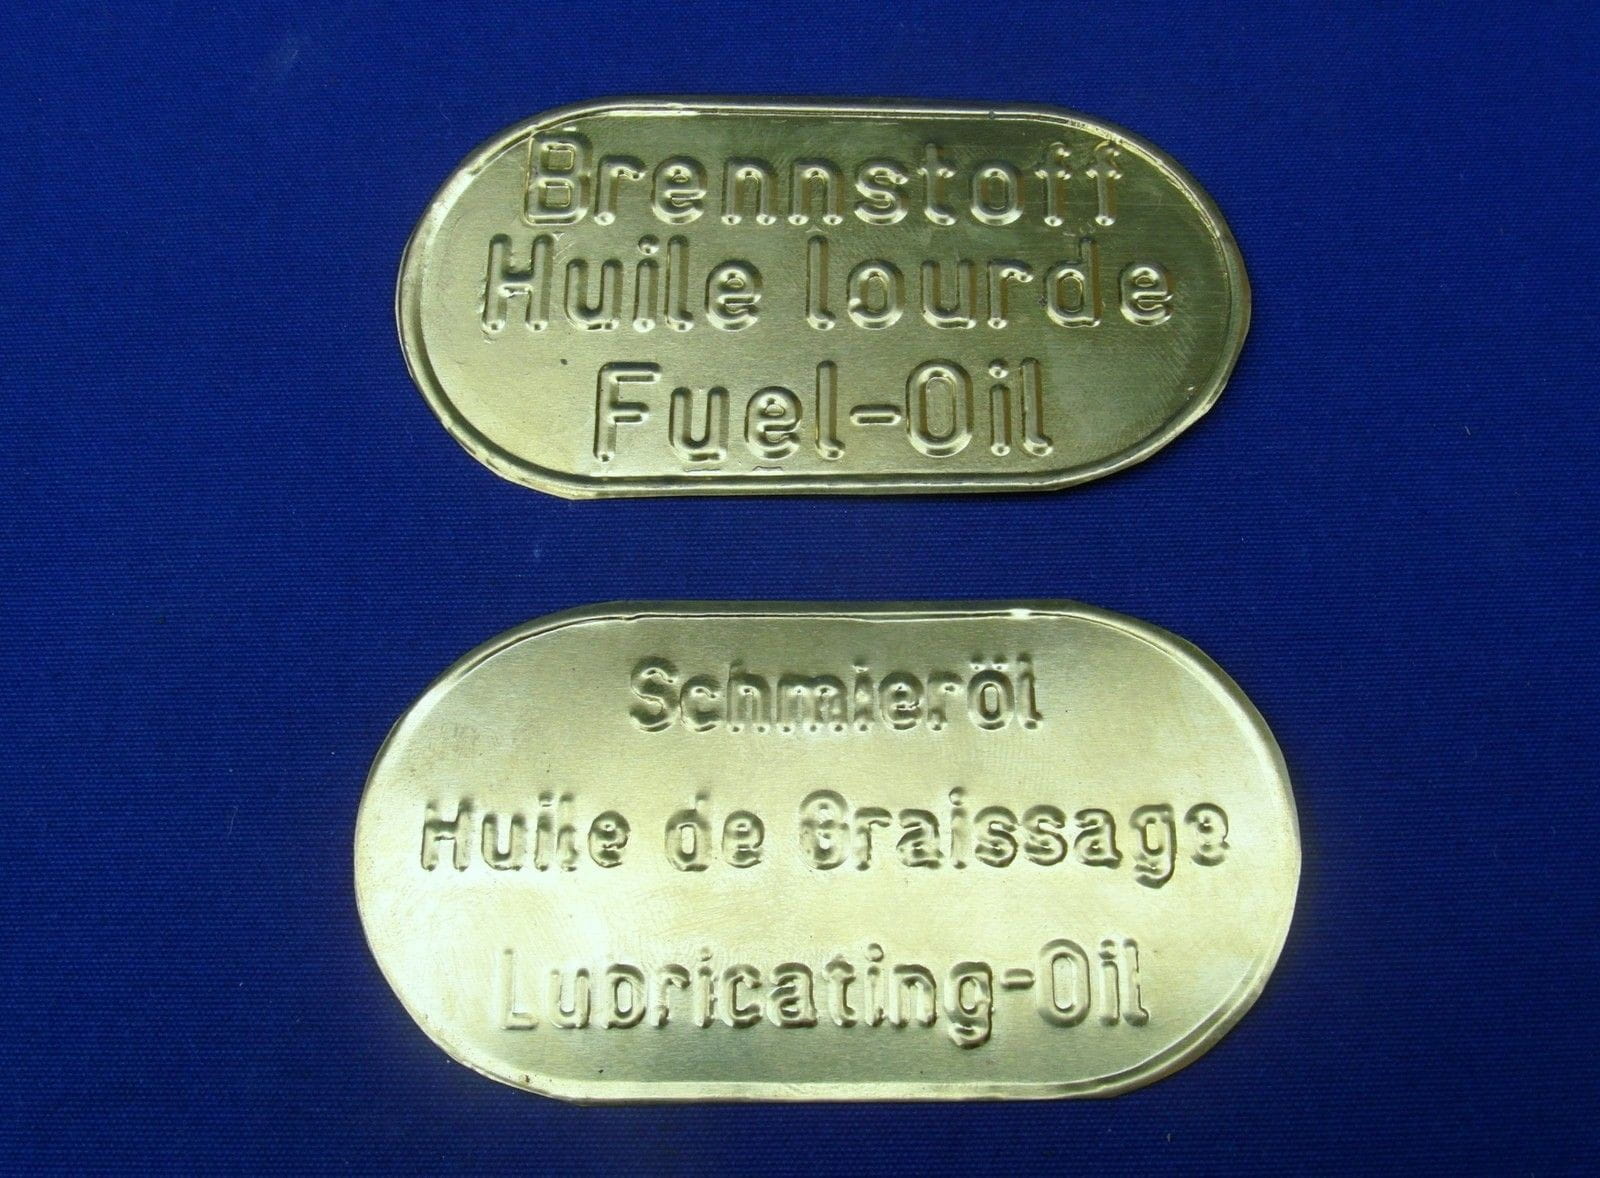 Brennstoff
Huile lourde
Fuel-Oil
Schmieröl
Huile de Graissage
Lubricating-Oil